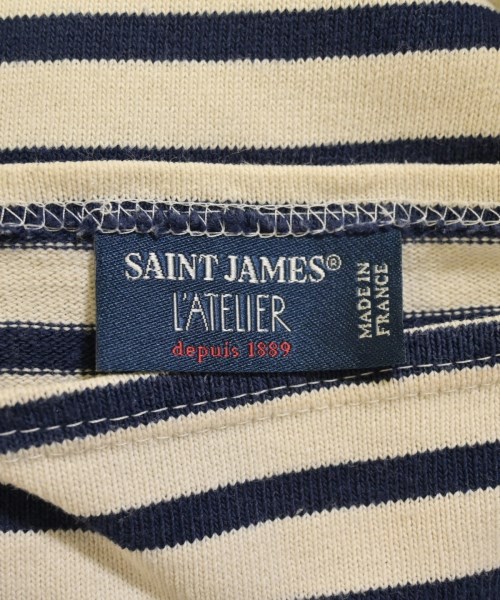 SAINT JAMES®
L'ATELIER
depuis 1889
MADE IN
FRANCE